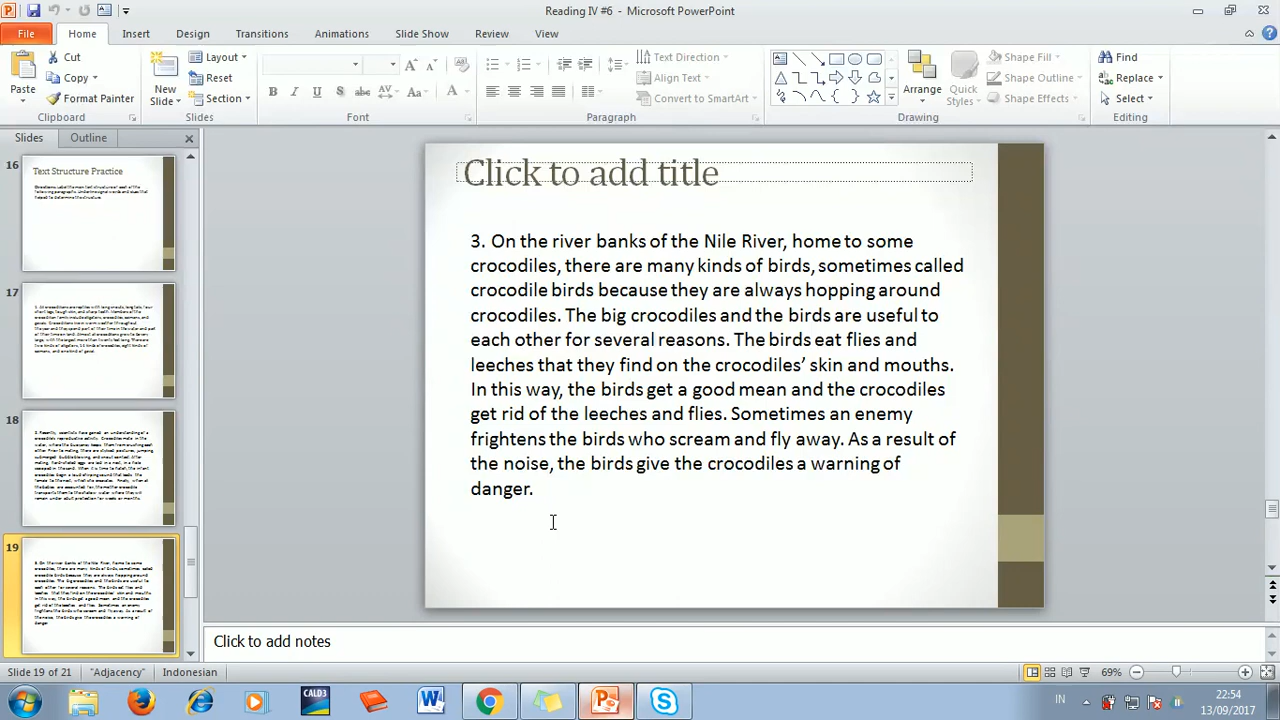 Reading IV #6 - Microsoft PowerPoint
File Home Insert Design Transitions Animations Slide Show Review View
Cut Layout Text Direction Shape Fill Find
Copy Reset Align Text Shape Outline Replace
Paste Format Painter New Slide Section Convert to SmartArt Arrange Quick Styles Shape Effects Select
Clipboard Slides Font Paragraph Drawing Editing
Slides Outline
16
Text Structure Practice
17
18
19
Click to add title
3. On the river banks of the Nile River, home to some
crocodiles, there are many kinds of birds, sometimes called
crocodile birds because they are always hopping around
crocodiles. The big crocodiles and the birds are useful to
each other for several reasons. The birds eat flies and
leeches that they find on the crocodiles’ skin and mouths.
In this way, the birds get a good mean and the crocodiles
get rid of the leeches and flies. Sometimes an enemy
frightens the birds who scream and fly away. As a result of
the noise, the birds give the crocodiles a warning of
danger.
Click to add notes
Slide 19 of 21 "Adjacency" Indonesian 69%
CALD3 IN 22:54
13/09/2017